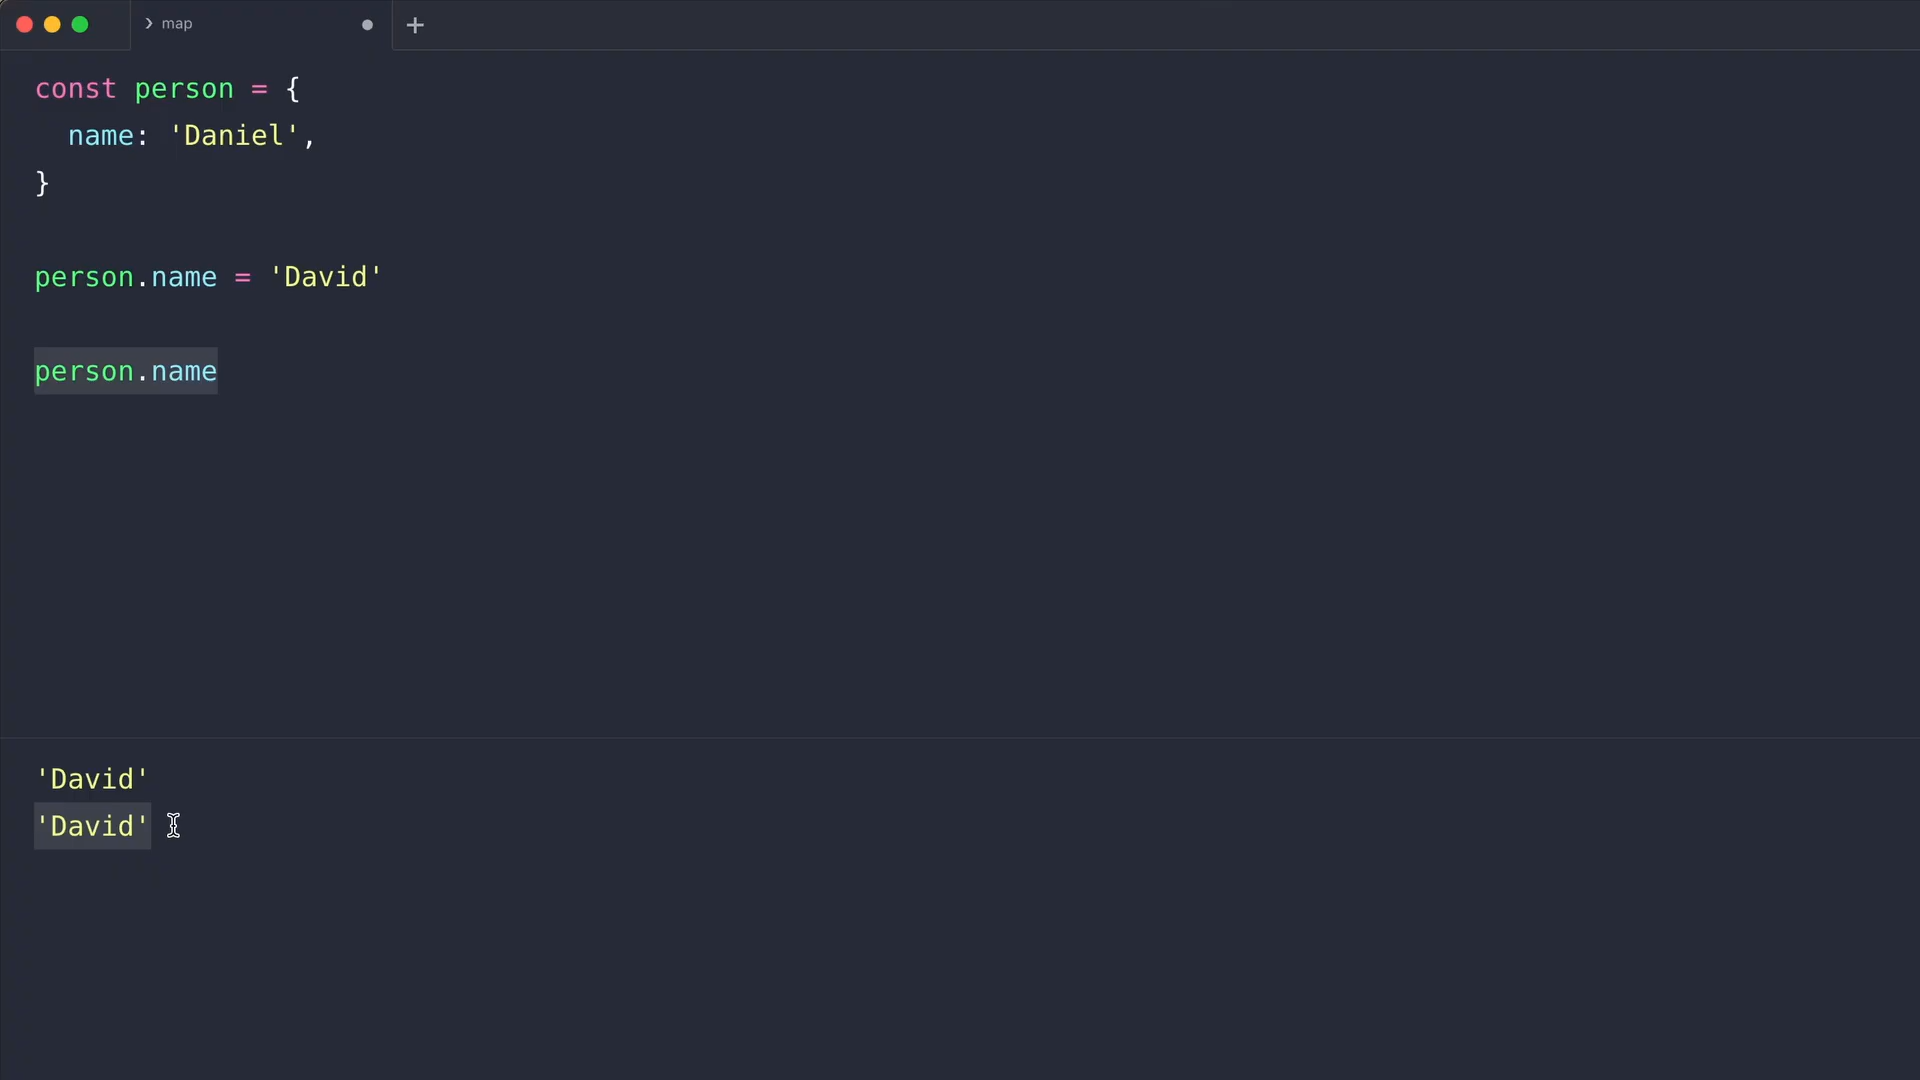 map
const person = {
  name: 'Daniel',
}
person.name = 'David'
person.name
'David'
'David'